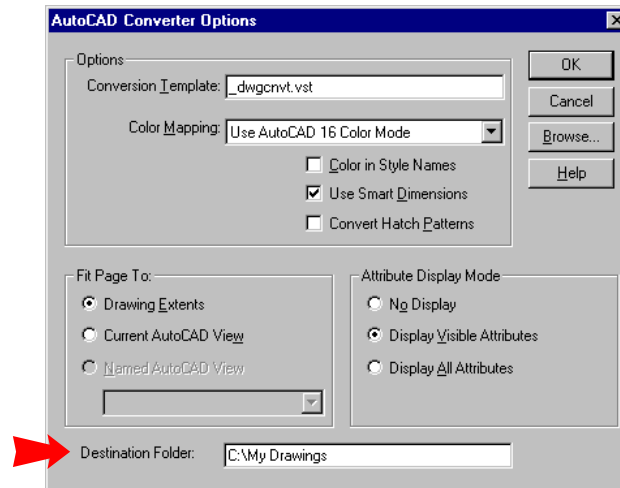 AutoCAD Converter Options
Options
Conversion Template: _dwgcnvt.vst
Color Mapping: Use AutoCAD 16 Color Mode
Color in Style Names
Use Smart Dimensions
Convert Hatch Patterns
OK
Cancel
Browse...
Help
Fit Page To:
Drawing Extents
Current AutoCAD View
Named AutoCAD View
Attribute Display Mode
No Display
Display Visible Attributes
Display All Attributes
Destination Folder: C:\My Drawings